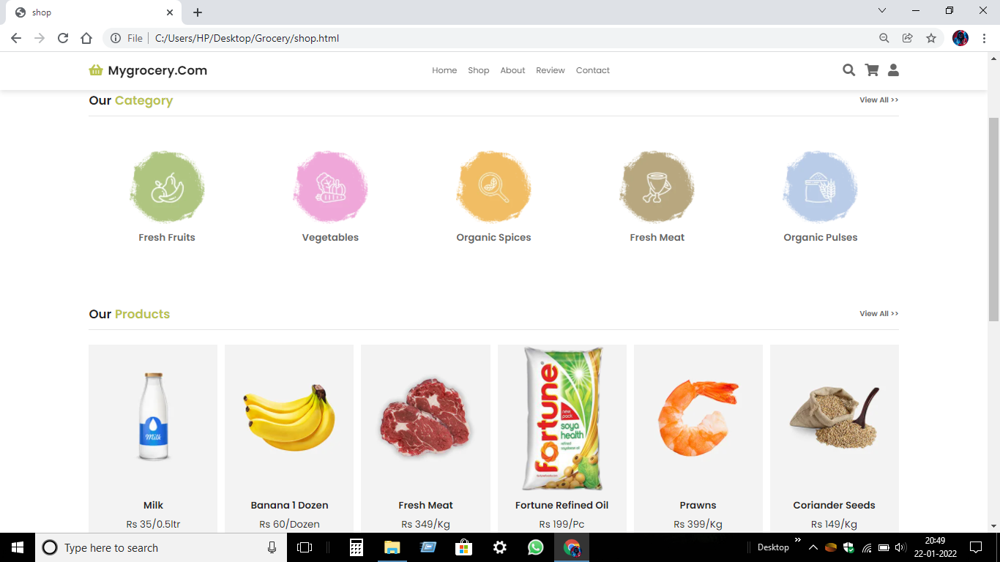 shop
File
C:/Users/HP/Desktop/Grocery/shop.html
Mygrocery.Com
Home Shop About Review Contact
Our Category
View All >>
Fresh Fruits
Vegetables
Organic Spices
Fresh Meat
Organic Pulses
Our Products
View All >>
Milk
fortune
new
pack
soya
health
refined
soyabean oil
Milk
Rs 35/0.5ltr
Banana 1 Dozen
Rs 60/Dozen
Fresh Meat
Rs 349/Kg
Fortune Refined Oil
Rs 199/Pc
Prawns
Rs 399/Kg
Coriander Seeds
Rs 149/Kg
Type here to search
Desktop
20:49
22-01-2022